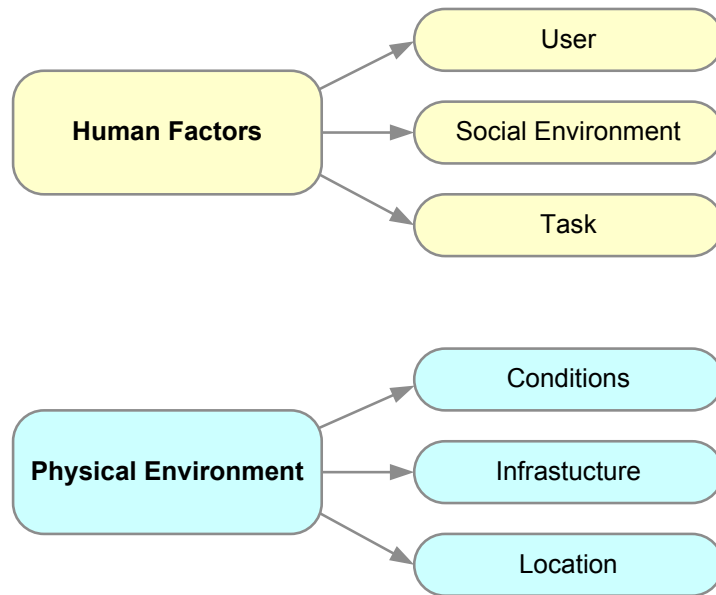 User
Human Factors
Social Environment
Task
Conditions
Physical Environment
Infrastucture
Location